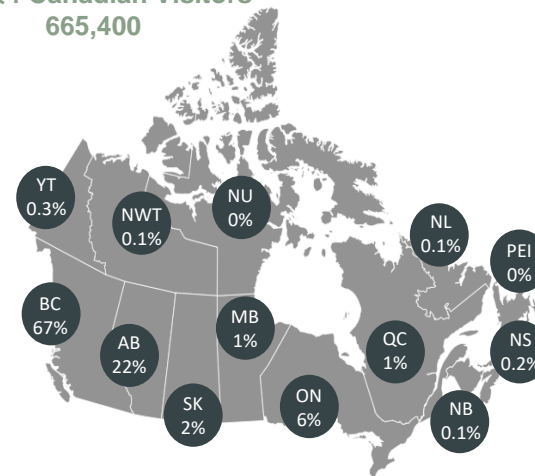 Canadian Visitors
665,400
YT
0.3%
NWT
0.1%
NU
0%
NL
0.1%
PEI
0%
BC
67%
AB
22%
MB
1%
QC
1%
NS
0.2%
SK
2%
ON
6%
NB
0.1%